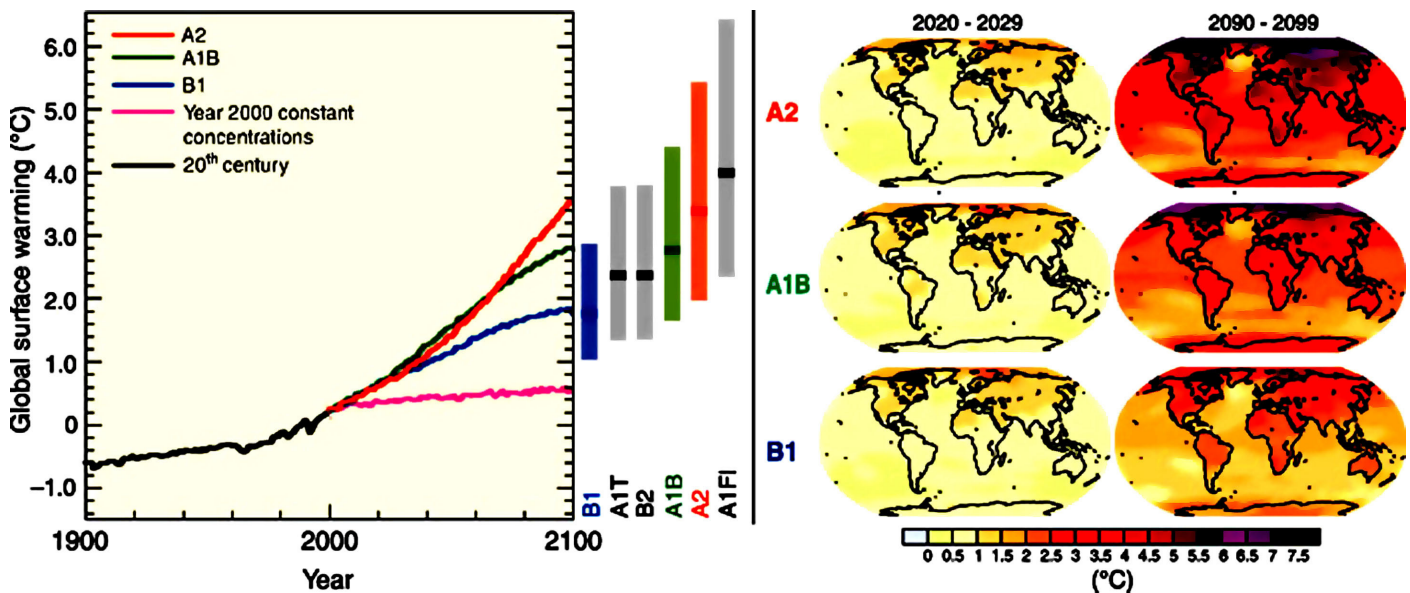 Global surface warming (°C)
6.0
5.0
4.0
3.0
2.0
1.0
0
−1.0
A2
A1B
B1
Year 2000 constant
concentrations
20th century
1900
2000
2100
Year
B1
A1T
B2
A1B
A2
A1FI
2020 - 2029
2090 - 2099
A2
A1B
B1
0 0.5 1 1.5 2 2.5 3 3.5 4 4.5 5 5.5 6 6.5 7 7.5
(°C)